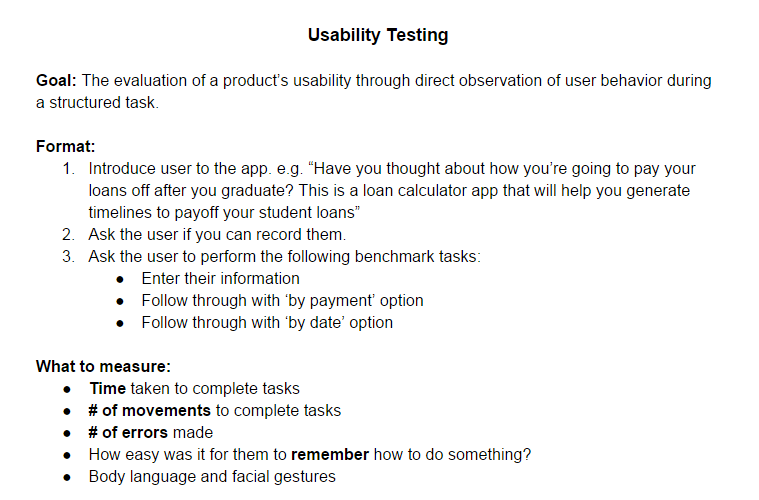 Usability Testing
Goal: The evaluation of a product’s usability through direct observation of user behavior during
a structured task.
Format:
1. Introduce user to the app. e.g. “Have you thought about how you’re going to pay your
loans off after you graduate? This is a loan calculator app that will help you generate
timelines to payoff your student loans”
2. Ask the user if you can record them.
3. Ask the user to perform the following benchmark tasks:
● Enter their information
● Follow through with ‘by payment’ option
● Follow through with ‘by date’ option
What to measure:
● Time taken to complete tasks
● # of movements to complete tasks
● # of errors made
● How easy was it for them to remember how to do something?
● Body language and facial gestures